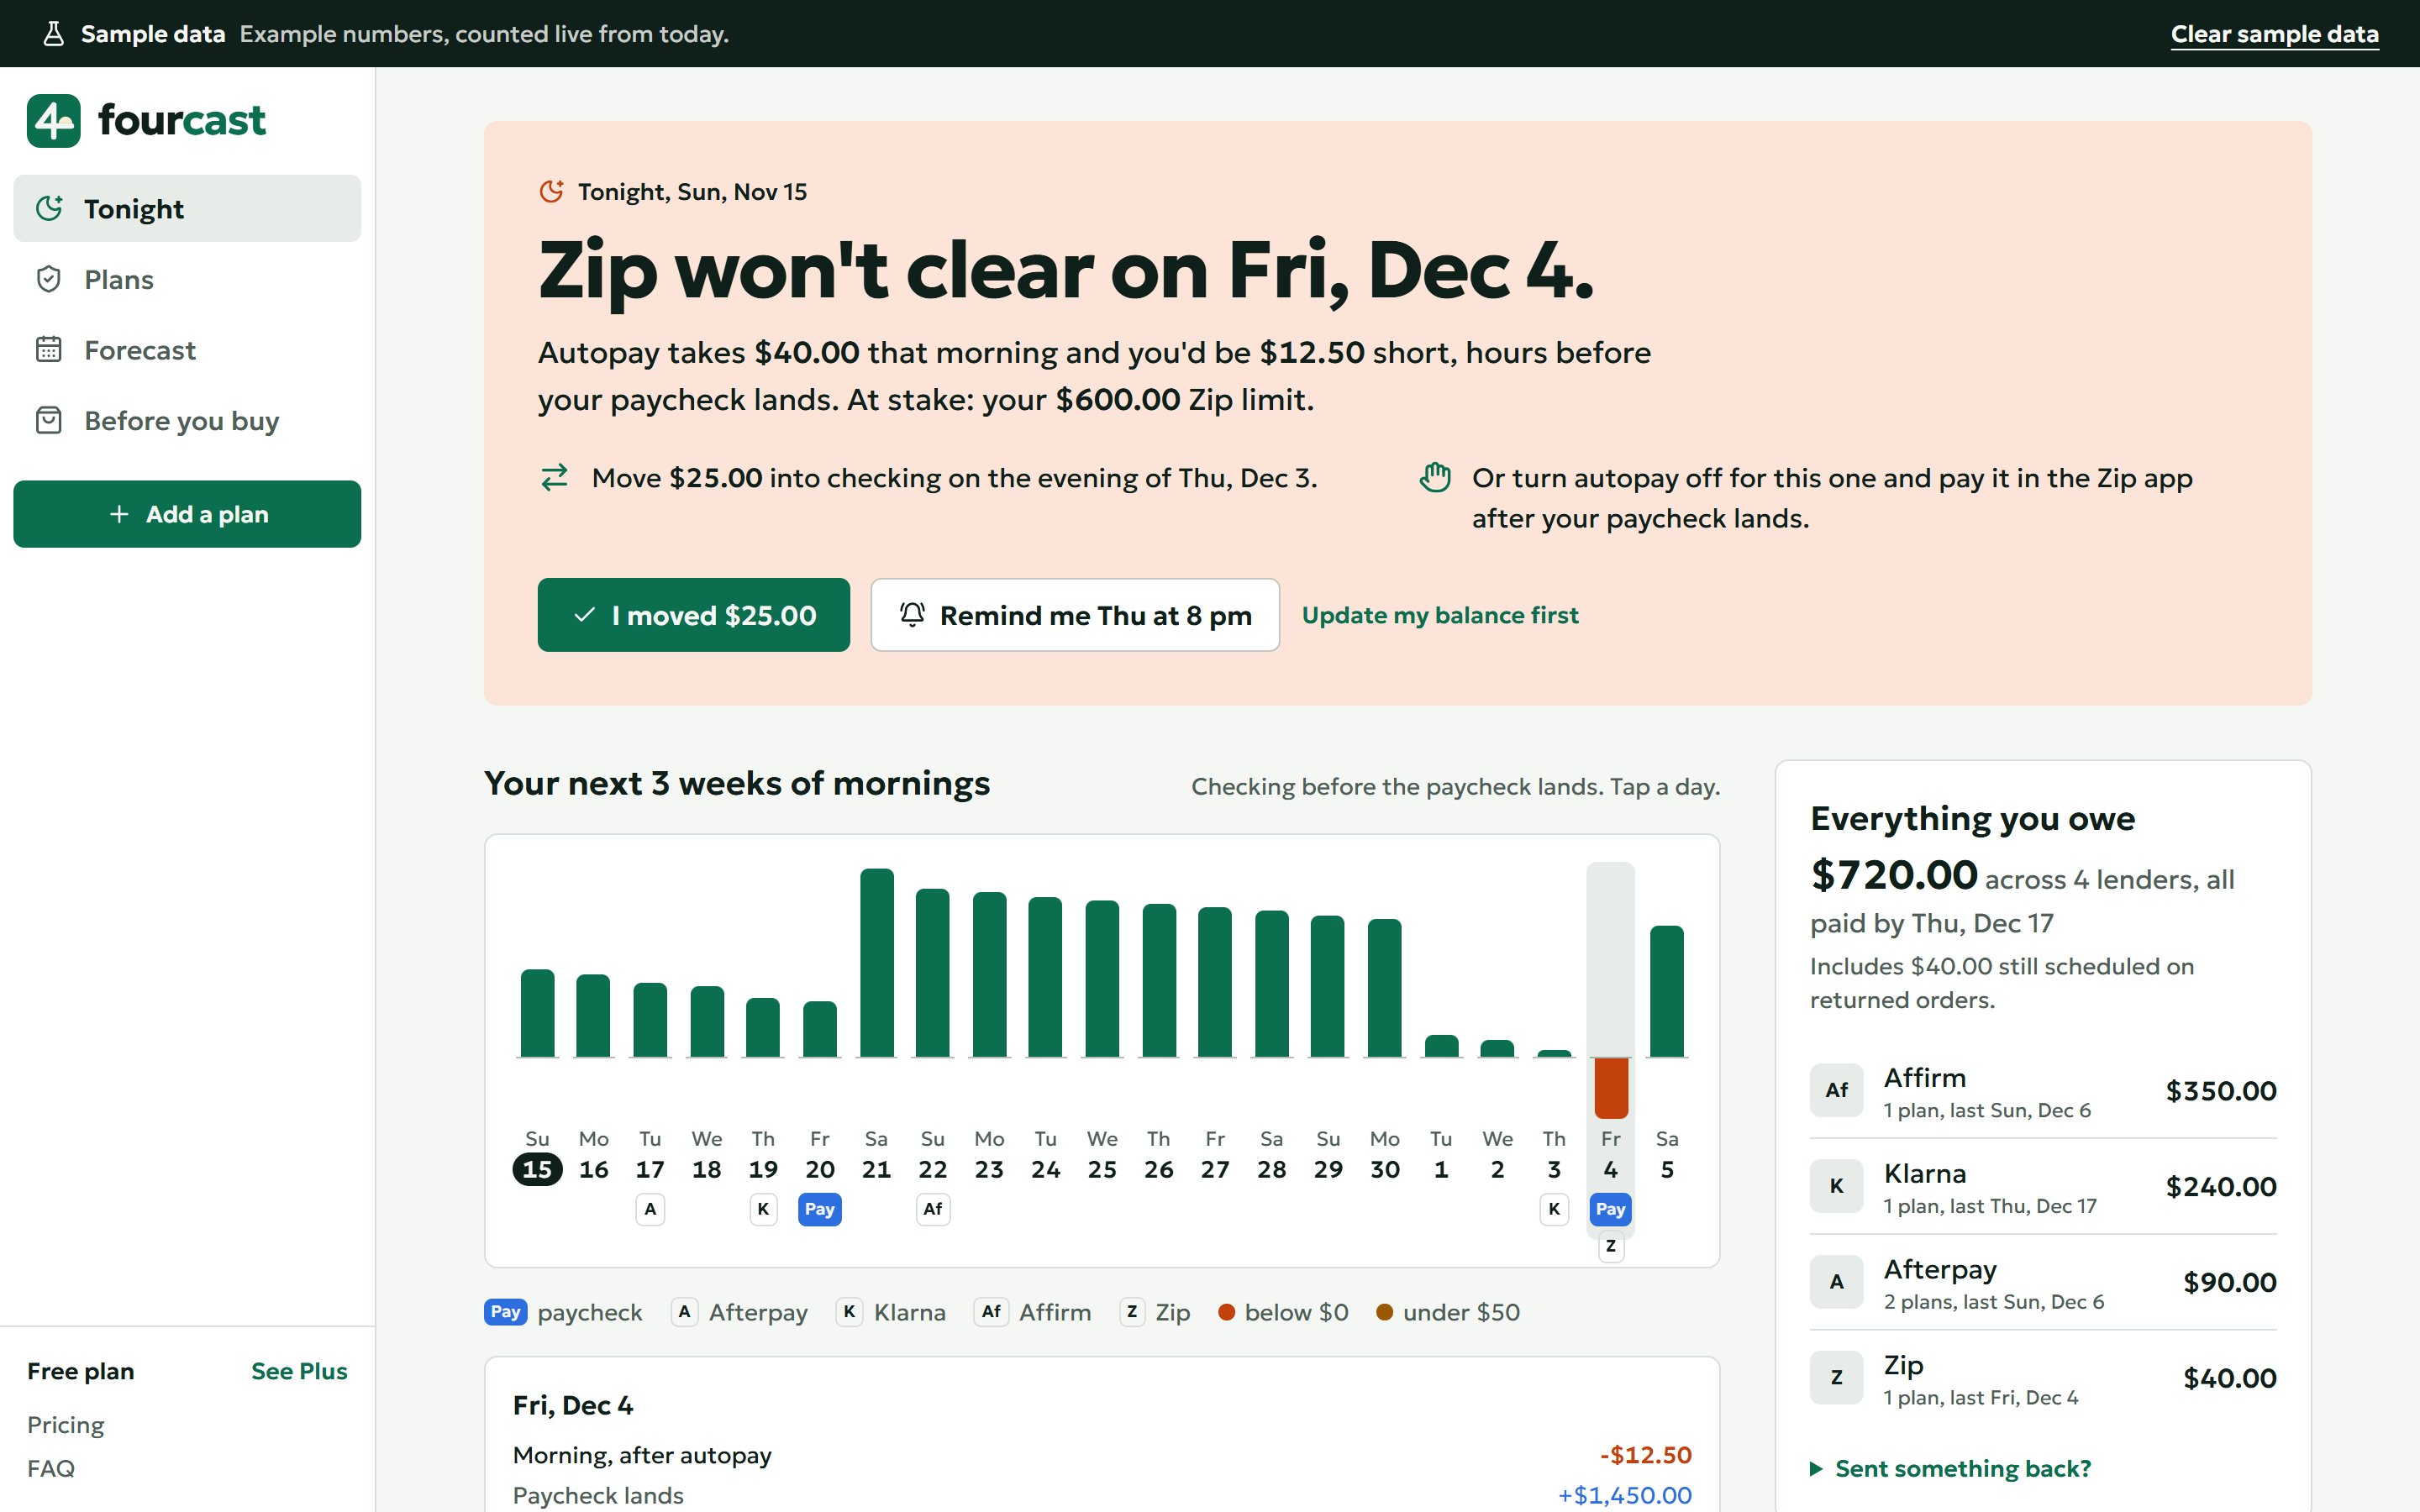 Sample data Example numbers, counted live from today.
Clear sample data
4 fourcast
Tonight
Plans
Forecast
Before you buy
+ Add a plan
Free plan See Plus
Pricing
FAQ
Tonight, Sun, Nov 15
Zip won't clear on Fri, Dec 4.
Autopay takes $40.00 that morning and you'd be $12.50 short, hours before
your paycheck lands. At stake: your $600.00 Zip limit.
Move $25.00 into checking on the evening of Thu, Dec 3.
Or turn autopay off for this one and pay it in the Zip app
after your paycheck lands.
I moved $25.00
Remind me Thu at 8 pm
Update my balance first
Your next 3 weeks of mornings
Checking before the paycheck lands. Tap a day.
Su Mo Tu We Th Fr Sa Su Mo Tu We Th Fr Sa Su Mo Tu We Th Fr Sa
15 16 17 18 19 20 21 22 23 24 25 26 27 28 29 30 1 2 3 4 5
A K Pay Af K Pay
Z
Pay paycheck A Afterpay K Klarna Af Affirm Z Zip below $0 under $50
Fri, Dec 4
Morning, after autopay -$12.50
Paycheck lands +$1,450.00
Everything you owe
$720.00 across 4 lenders, all
paid by Thu, Dec 17
Includes $40.00 still scheduled on
returned orders.
Af Affirm $350.00
1 plan, last Sun, Dec 6
K Klarna $240.00
1 plan, last Thu, Dec 17
A Afterpay $90.00
2 plans, last Sun, Dec 6
Z Zip $40.00
1 plan, last Fri, Dec 4
Sent something back?